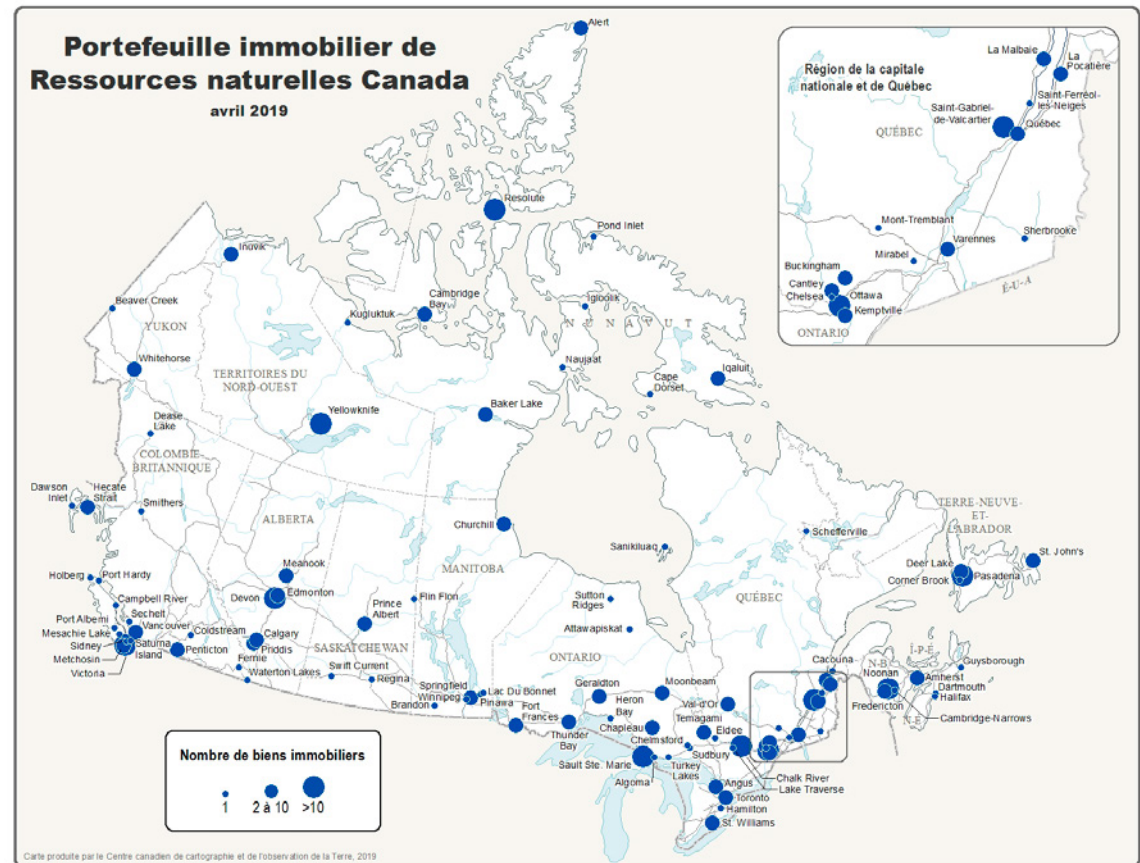 Portefeuille immobilier de
Ressources naturelles Canada
avril 2019
Alert
Resolute
Pond Inlet
Inuvik
Cambridge
Bay
Igloolik
Beaver Creek
Kugluktuk
NUNAVUT
YUKON
Naujaat
Whitehorse
TERRITOIRES DU
NORD-OUEST
Iqaluit
Cape
Dorset
Yellowknife
Baker Lake
Dease
Lake
COLOMBIE-
BRITANNIQUE
Dawson
Inlet
Hecate
Strait
Smithers
ALBERTA
Churchill
Schefferville
TERRE-NEUVE-
ET-
LABRADOR
Sanikiluaq
St. John's
Deer Lake
Corner Brook
Pasadena
Meanook
MANITOBA
Holberg
Port Hardy
Devon
Edmonton
Flin Flon
Sutton
Ridges
QUÉBEC
Campbell River
Prince
Albert
Port Alberni
Sechelt
Vancouver
Attawapiskat
Mesachie Lake
Coldstream
Calgary
Sidney
Saturna
Island
Penticton
Priddis
SASKATCHEWAN
ONTARIO
Cacouna
Î-P-É
Metchosin
Fernie
N-B
Noonan
Guysborough
Victoria
Waterton Lakes
Swift Current
Regina
Springfield
Winnipeg
Lac Du Bonnet
Pinawa
Geraldton
Moonbeam
Amherst
Dartmouth
Halifax
Fredericton
N-É
Brandon
Fort
Frances
Heron
Bay
Val-d'Or
Cambridge-Narrows
Thunder
Bay
Chapleau
Temagami
Eldee
Chelmsford
Sudbury
Sault Ste. Marie
Turkey
Lakes
Algoma
Chalk River
Lake Traverse
Angus
Toronto
Hamilton
St. Williams
Région de la capitale
nationale et de Québec
La Malbaie
La
Pocatière
Saint-Ferréol-
les-Neiges
Saint-Gabriel-
de-Valcartier
Québec
QUÉBEC
Mont-Tremblant
Varennes
Sherbrooke
Mirabel
Buckingham
Cantley
Chelsea
Ottawa
Kemptville
É-U-A
ONTARIO
Nombre de biens immobiliers
1
2 à 10
>10
Carte produite par le Centre canadien de cartographie et de l'observation de la Terre, 2019